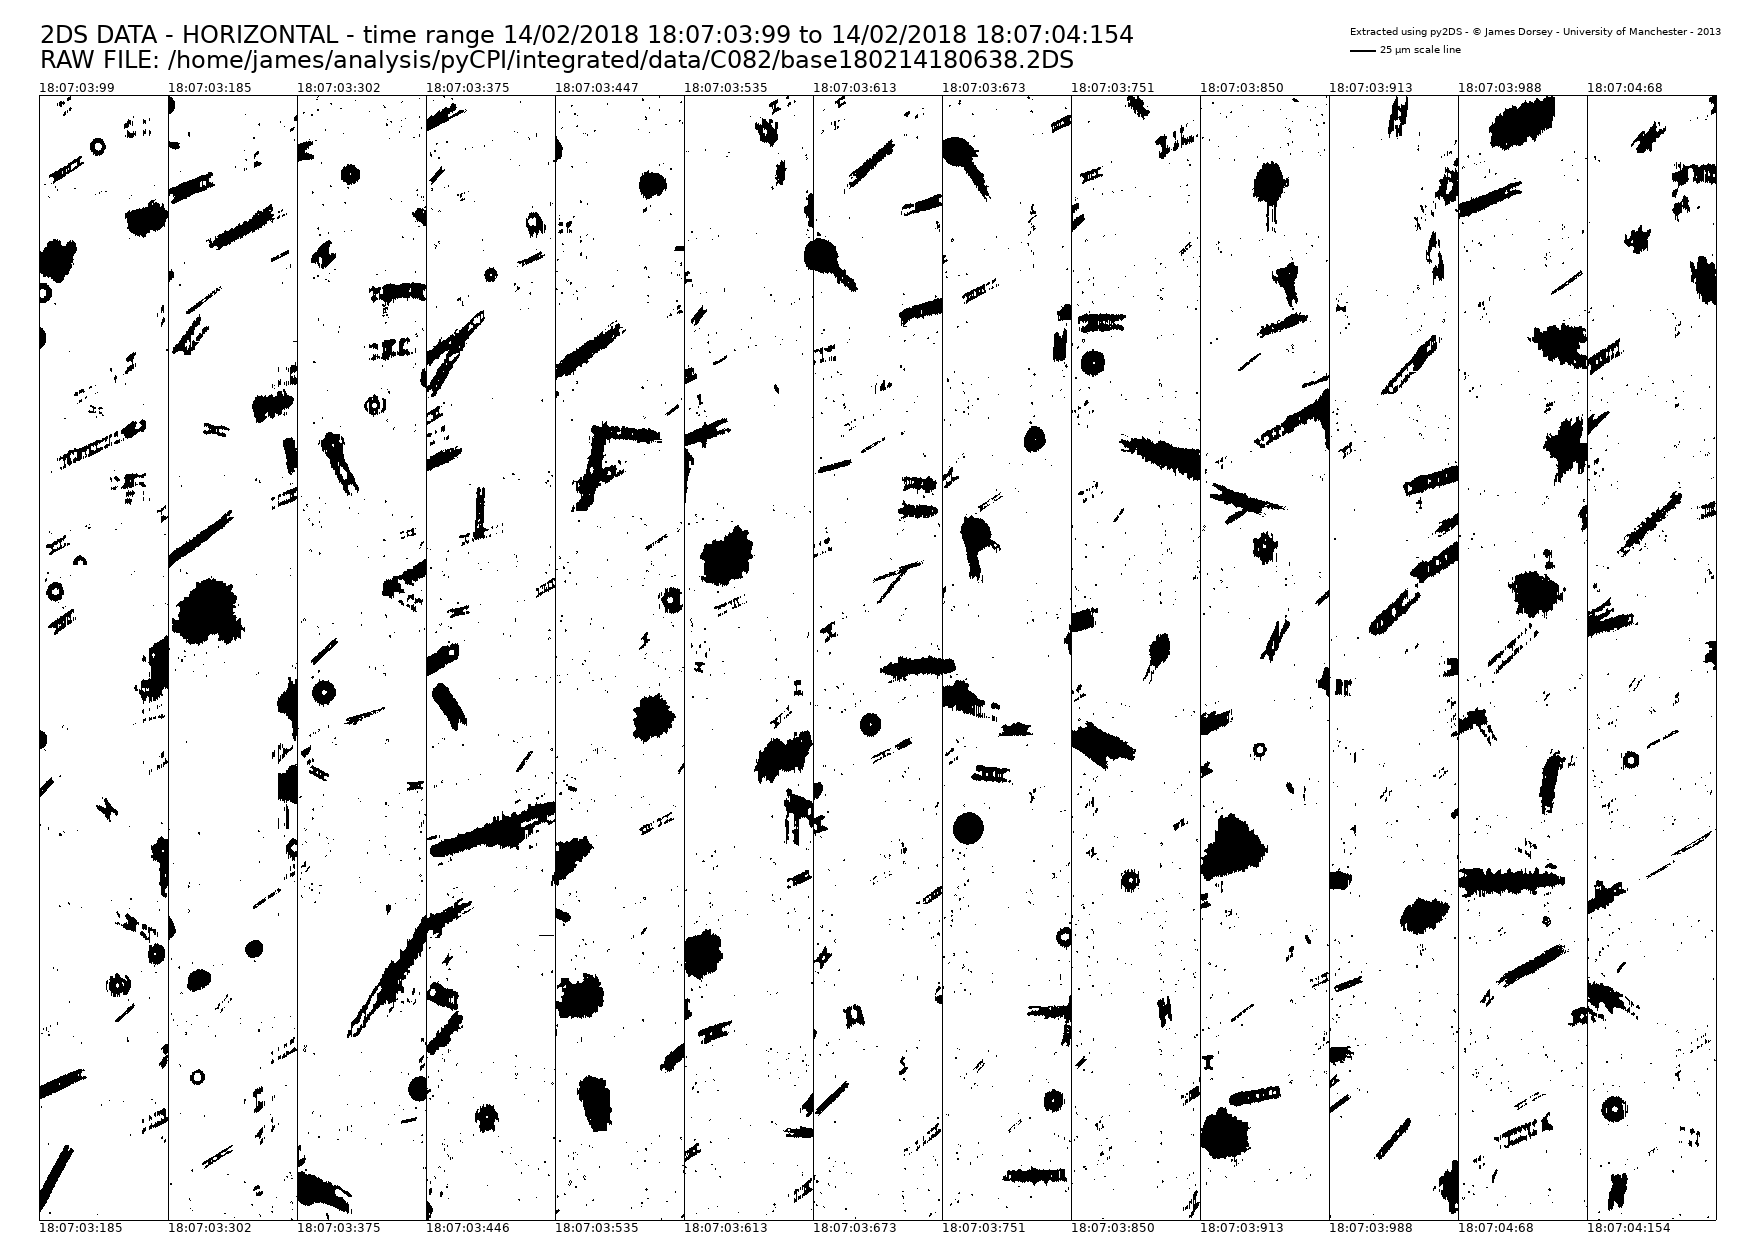 2DS DATA - HORIZONTAL - time range 14/02/2018 18:07:03:99 to 14/02/2018 18:07:04:154
RAW FILE: /home/james/analysis/pyCPI/integrated/data/C082/base180214180638.2DS
Extracted using py2DS - © James Dorsey - University of Manchester - 2013
25 µm scale line
18:07:03:99 18:07:03:185 18:07:03:302 18:07:03:375 18:07:03:447 18:07:03:535 18:07:03:613 18:07:03:673 18:07:03:751 18:07:03:850 18:07:03:913 18:07:03:988 18:07:04:68
18:07:03:185 18:07:03:302 18:07:03:375 18:07:03:446 18:07:03:535 18:07:03:613 18:07:03:673 18:07:03:751 18:07:03:850 18:07:03:913 18:07:03:988 18:07:04:68 18:07:04:154